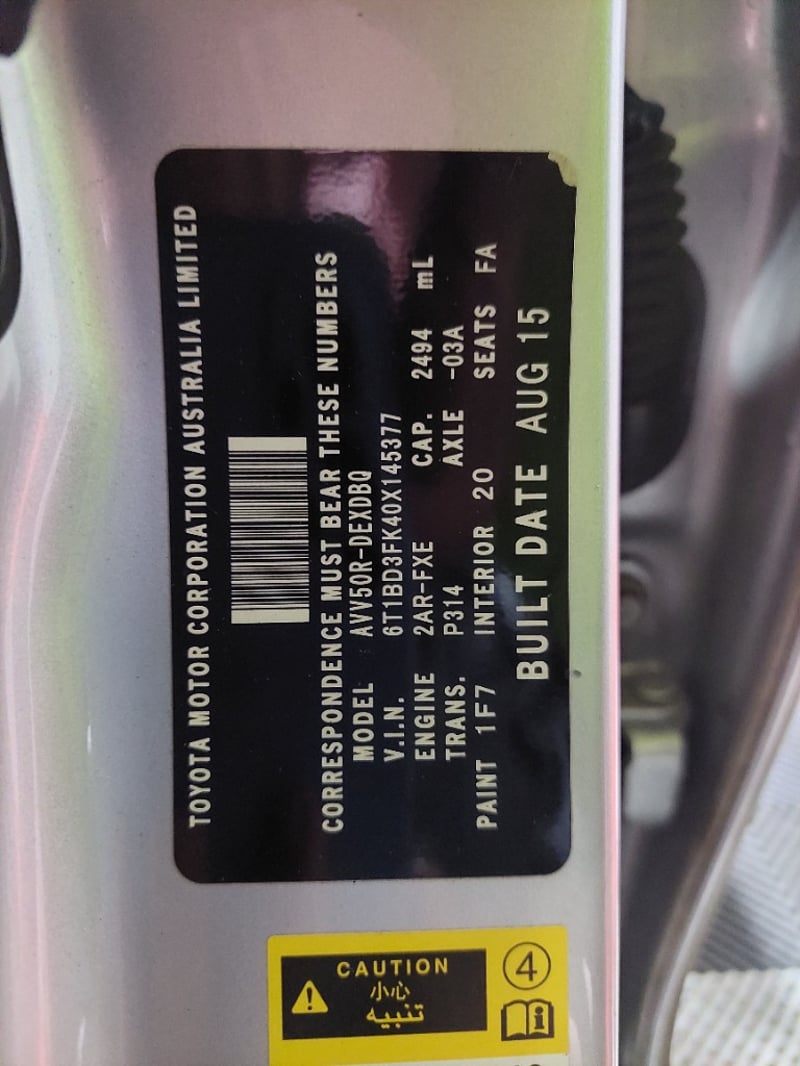 TOYOTA MOTOR CORPORATION AUSTRALIA LIMITED
CORRESPONDENCE MUST BEAR THESE NUMBERS
MODEL AVV50R-DEXDBQ
V.I.N. 6T1BD3FK40X145377
ENGINE 2AR-FXE CAP. 2494 mL
TRANS. P314 AXLE -03A
PAINT 1F7 INTERIOR 20 SEATS FA
BUILT DATE AUG 15
CAUTION
小心
تنبيه
4